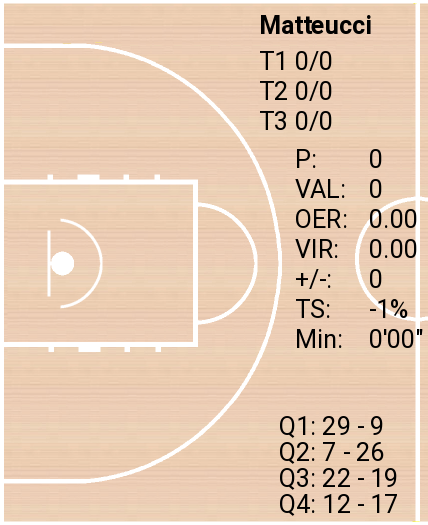 Matteucci
T1 0/0
T2 0/0
T3 0/0
P: 0
VAL: 0
OER: 0.00
VIR: 0.00
+/-: 0
TS: -1%
Min: 0'00"
Q1: 29 - 9
Q2: 7 - 26
Q3: 22 - 19
Q4: 12 - 17